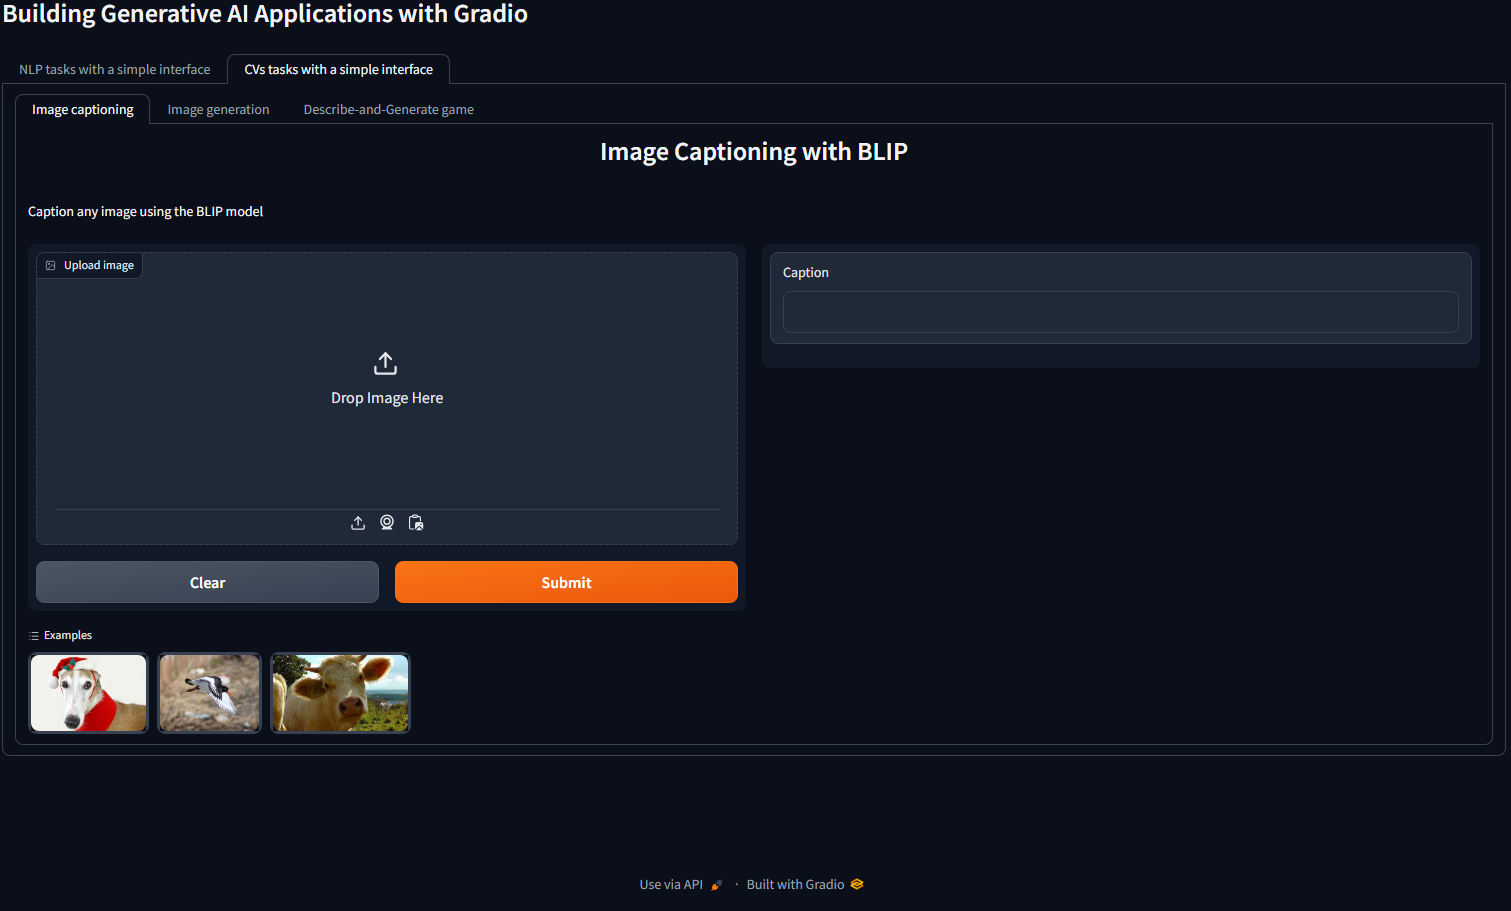 Building Generative AI Applications with Gradio
NLP tasks with a simple interface
CVs tasks with a simple interface
Image captioning
Image generation
Describe-and-Generate game
Image Captioning with BLIP
Caption any image using the BLIP model
Upload image
Drop Image Here
Caption
Clear
Submit
Examples
Use via API · Built with Gradio